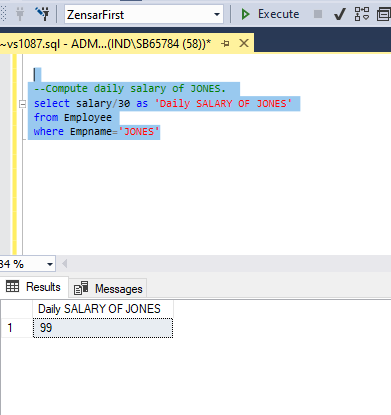 ZensarFirst
Execute
~vs1087.sql - ADM...(IND\SB65784 (58))*
--Compute daily salary of JONES.
select salary/30 as 'Daily SALARY OF JONES'
from Employee
where Empname='JONES'
84 %
Results
Messages
Daily SALARY OF JONES
1 99